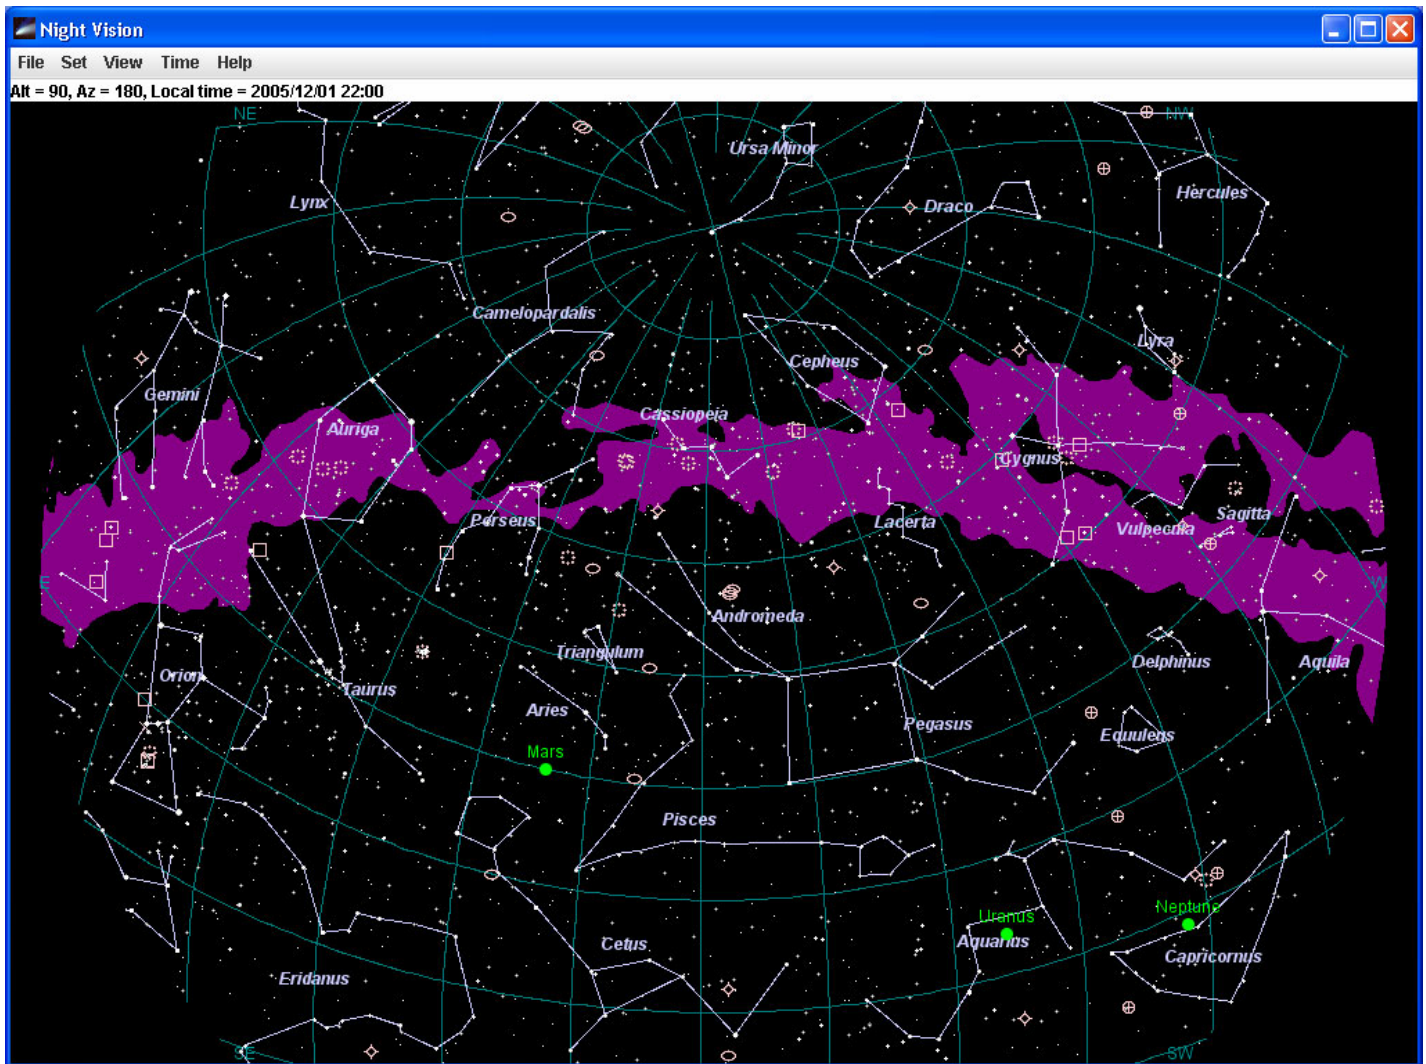 Night Vision
File Set View Time Help
Alt = 90, Az = 180, Local time = 2005/12/01 22:00
NE
NW
Ursa Minor
Hercules
Lynx
Draco
Camelopardalis
Lyra
Cepheus
Gemini
Cassiopeia
Auriga
Cygnus
Sagitta
Perseus
Lacerta
Vulpecula
E
W
Andromeda
Triangulum
Delphinus
Aquila
Orion
Taurus
Aries
Pegasus
Equuleus
Mars
Pisces
Neptune
Uranus
Cetus
Aquarius
Capricornus
Eridanus
SE
SW